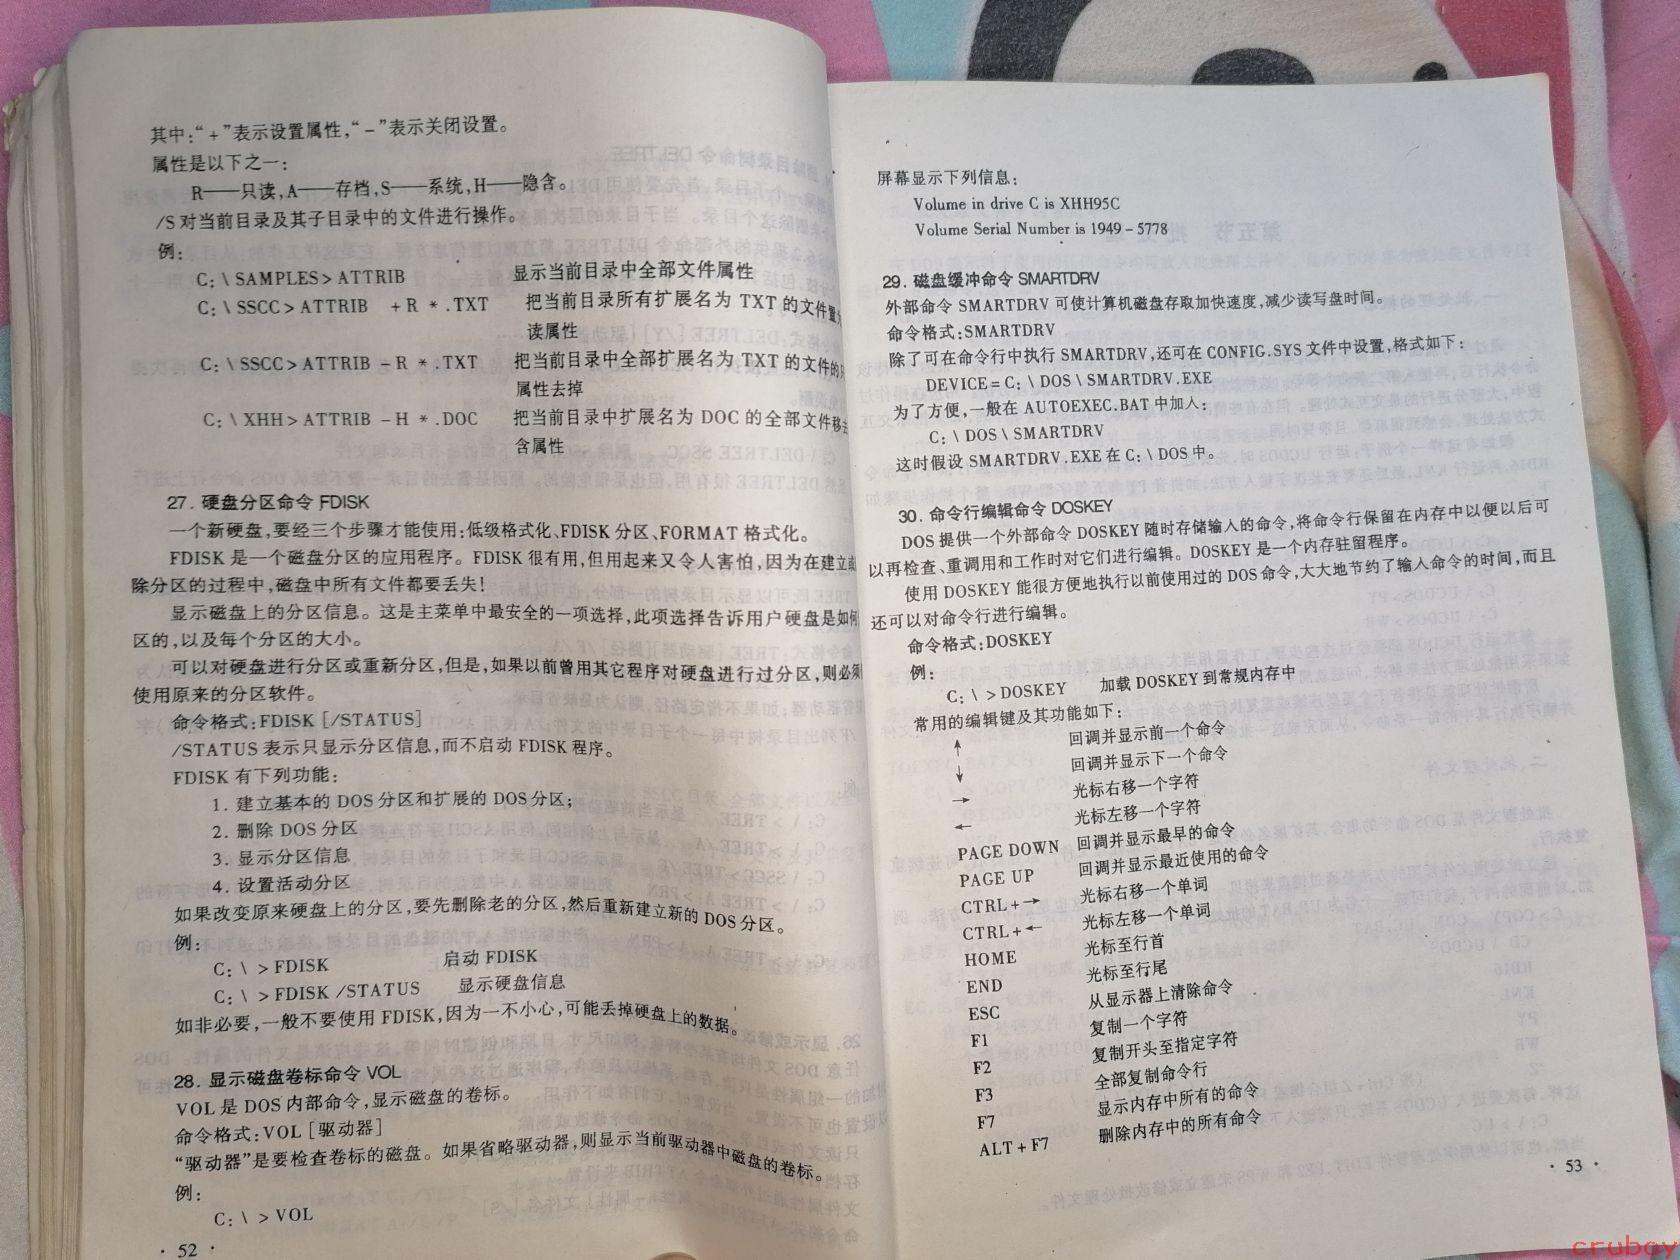 其中：“+”表示设置属性，“-”表示关闭设置。
属性是以下之一：
R——只读，A——存档，S——系统，H——隐含。
/S 对当前目录及其子目录中的文件进行操作。
例：
C：\SAMPLES>ATTRIB 显示当前目录中全部文件属性
C：\SSCC>ATTRIB +R *.TXT 把当前目录所有扩展名为 TXT 的文件置
读属性
C：\SSCC>ATTRIB -R *.TXT 把当前目录中全部扩展名为 TXT 的文件的
属性去掉
C：\XHH>ATTRIB -H *.DOC 把当前目录中扩展名为 DOC 的全部文件移
含属性
27. 硬盘分区命令 FDISK
一个新硬盘，要经三个步骤才能使用：低级格式化、FDISK 分区、FORMAT 格式化。
FDISK 是一个磁盘分区的应用程序。FDISK 很有用，但用起来又令人害怕，因为在建立
除分区的过程中，磁盘中所有文件都要丢失！
显示磁盘上的分区信息。这是主菜单中最安全的一项选择，此项选择告诉用户硬盘是如何
区的，以及每个分区的大小。
可以对硬盘进行分区或重新分区，但是，如果以前曾用其它程序对硬盘进行过分区，则必须
使用原来的分区软件。
命令格式：FDISK [/STATUS]
/STATUS 表示只显示分区信息，而不启动 FDISK 程序。
FDISK 有下列功能：
1. 建立基本的 DOS 分区和扩展的 DOS 分区；
2. 删除 DOS 分区
3. 显示分区信息
4. 设置活动分区
如果改变原来硬盘上的分区，要先删除老的分区，然后重新建立新的 DOS 分区。
例：
C：\>FDISK 启动 FDISK
C：\>FDISK /STATUS 显示硬盘信息
如非必要，一般不要使用 FDISK，因为一不小心，可能丢掉硬盘上的数据。
28. 显示磁盘卷标命令 VOL
VOL 是 DOS 内部命令，显示磁盘的卷标。
命令格式：VOL [驱动器]
“驱动器”是要检查卷标的磁盘。如果省略驱动器，则显示当前驱动器中磁盘的卷标。
例：
C：\>VOL
· 52 ·
屏幕显示下列信息：
Volume in drive C is XHH95C
Volume Serial Number is 1949-5778
29. 磁盘缓冲命令 SMARTDRV
外部命令 SMARTDRV 可使计算机磁盘存取加快速度，减少读写盘时间。
命令格式：SMARTDRV
除了可在命令行中执行 SMARTDRV，还可在 CONFIG.SYS 文件中设置，格式如下：
DEVICE=C：\DOS\SMARTDRV.EXE
为了方便，一般在 AUTOEXEC.BAT 中加入：
C：\DOS\SMARTDRV
这时假设 SMARTDRV.EXE 在 C：\DOS 中。
30. 命令行编辑命令 DOSKEY
DOS 提供一个外部命令 DOSKEY 随时存储输入的命令，将命令行保留在内存中以便以后可
以再检查、重调用和工作时对它们进行编辑。DOSKEY 是一个内存驻留程序。
使用 DOSKEY 能很方便地执行以前使用过的 DOS 命令，大大地节约了输入命令的时间，而且
还可以对命令行进行编辑。
命令格式：DOSKEY
例：
C：\>DOSKEY 加载 DOSKEY 到常规内存中
常用的编辑键及其功能如下：
↑ 回调并显示前一个命令
↓ 回调并显示下一个命令
→ 光标右移一个字符
← 光标左移一个字符
PAGE DOWN 回调并显示最早的命令
PAGE UP 回调并显示最近使用的命令
CTRL+→ 光标右移一个单词
CTRL+← 光标左移一个单词
HOME 光标至行首
END 光标至行尾
ESC 从显示器上清除命令
F1 复制一个字符
F2 复制开头至指定字符
F3 全部复制命令行
F7 显示内存中所有的命令
ALT+F7 删除内存中的所有命令
· 53 ·
cruboy